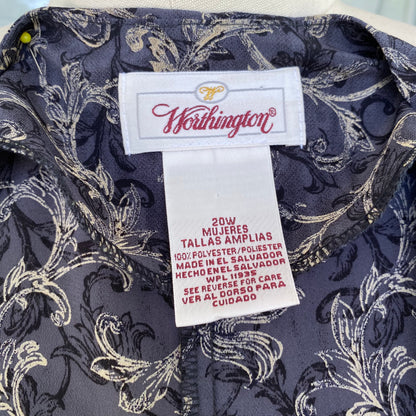 W
Worthington®
20W
MUJERES
TALLAS AMPLIAS
100% POLYESTER/POLIESTER
MADE IN EL SALVADOR
HECHO EN EL SALVADOR
WPL 11935
SEE REVERSE FOR CARE
VER AL DORSO PARA
CUIDADO